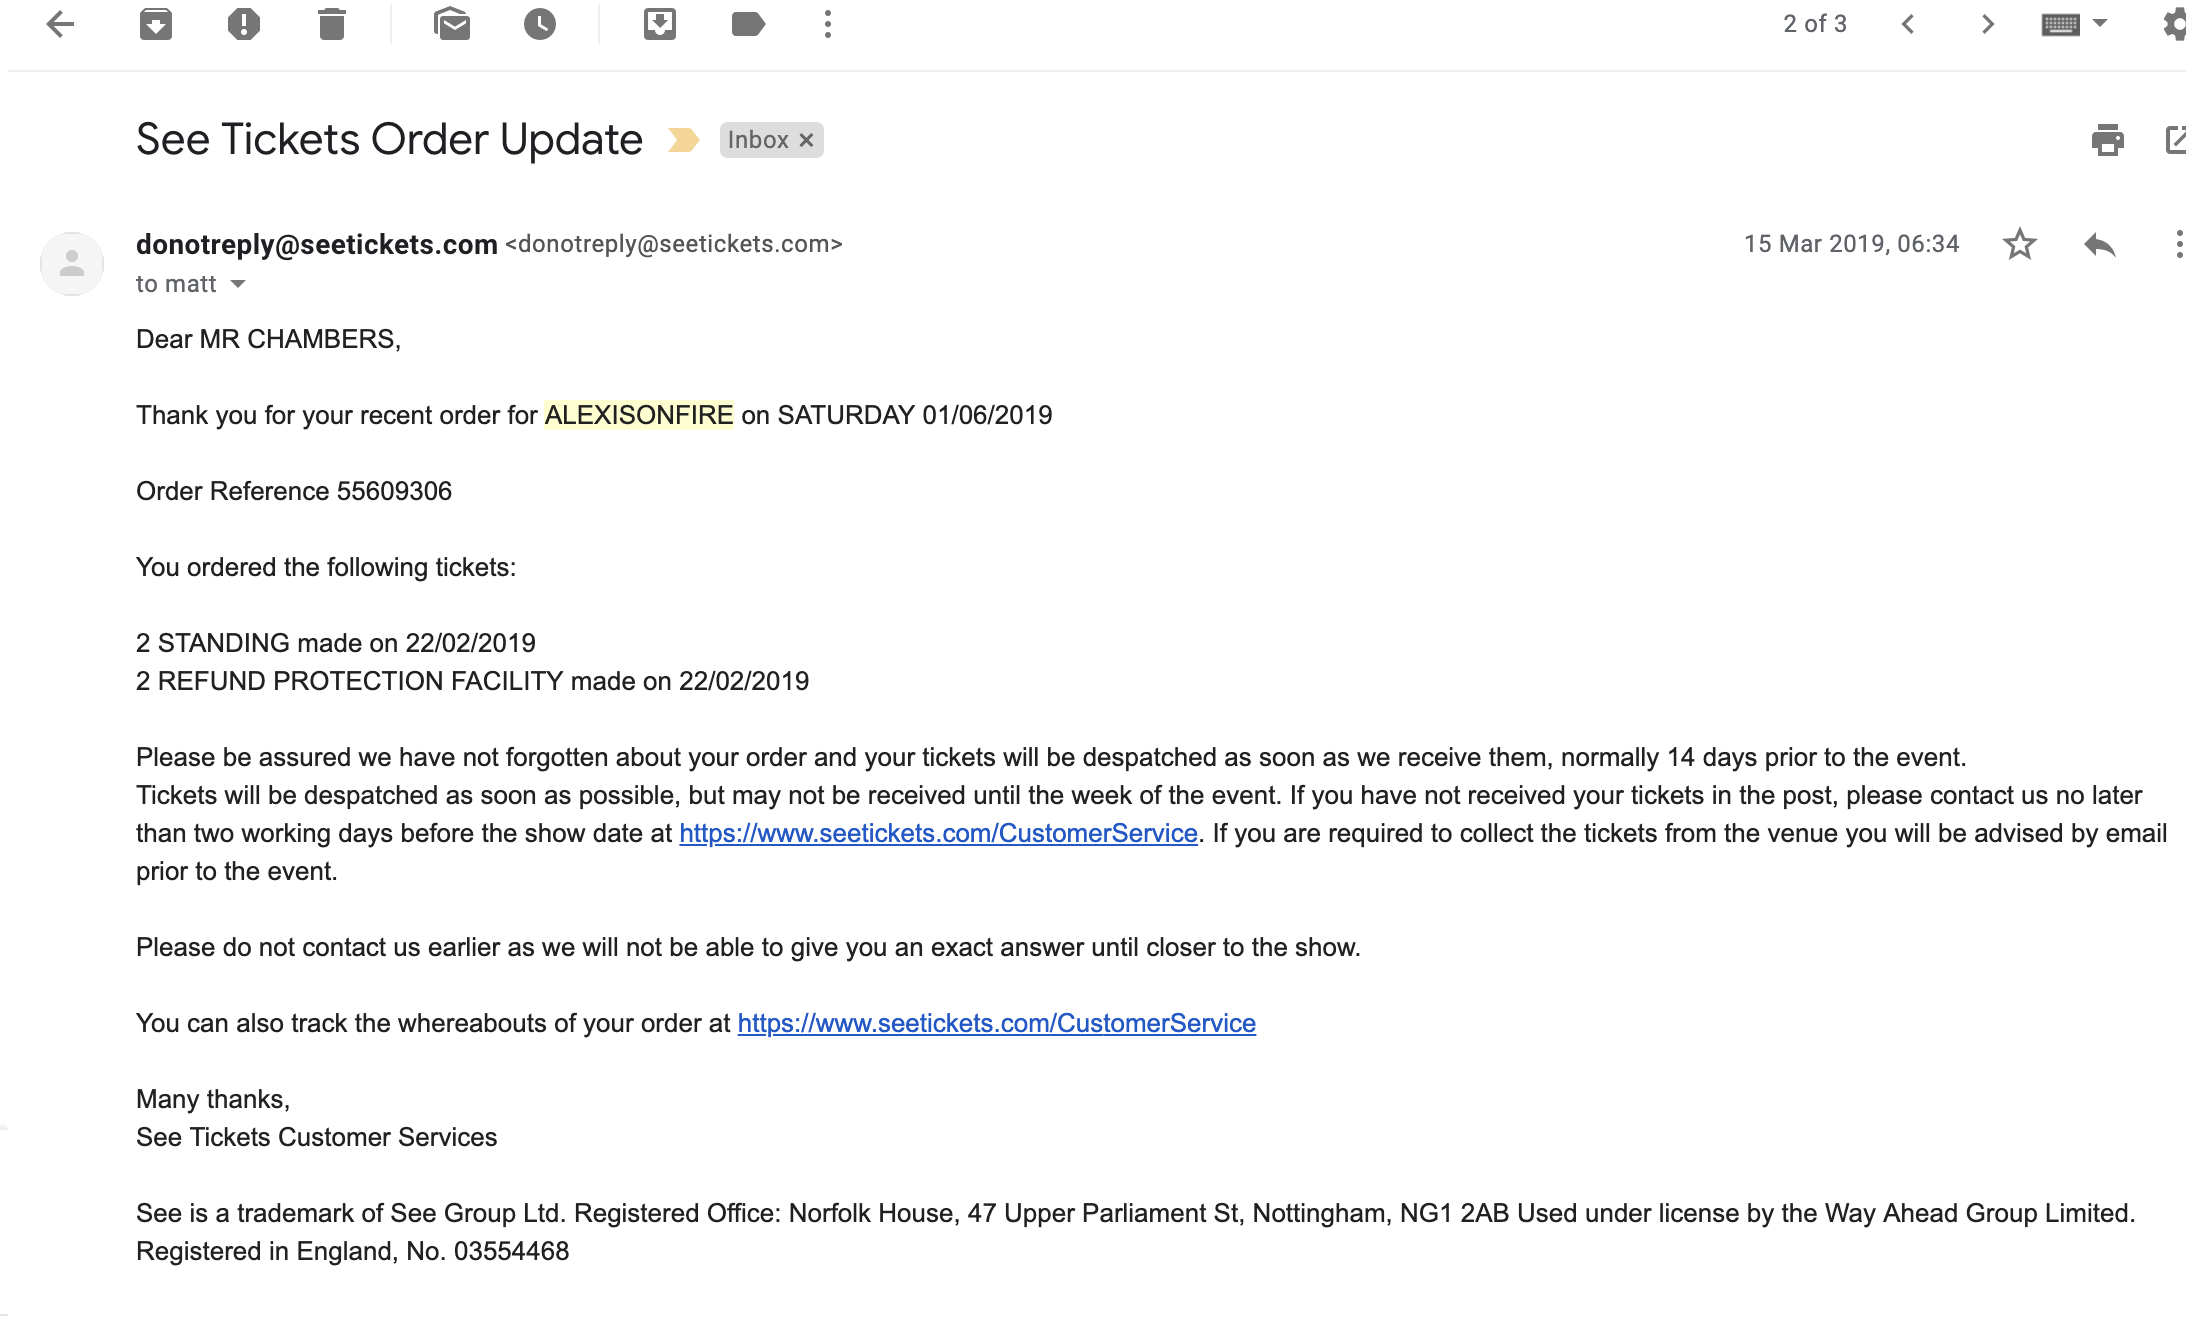 2 of 3
See Tickets Order Update Inbox ×
donotreply@seetickets.com <donotreply@seetickets.com> 15 Mar 2019, 06:34
to matt
Dear MR CHAMBERS,
Thank you for your recent order for ALEXISONFIRE on SATURDAY 01/06/2019
Order Reference 55609306
You ordered the following tickets:
2 STANDING made on 22/02/2019
2 REFUND PROTECTION FACILITY made on 22/02/2019
Please be assured we have not forgotten about your order and your tickets will be despatched as soon as we receive them, normally 14 days prior to the event.
Tickets will be despatched as soon as possible, but may not be received until the week of the event. If you have not received your tickets in the post, please contact us no later
than two working days before the show date at https://www.seetickets.com/CustomerService. If you are required to collect the tickets from the venue you will be advised by email
prior to the event.
Please do not contact us earlier as we will not be able to give you an exact answer until closer to the show.
You can also track the whereabouts of your order at https://www.seetickets.com/CustomerService
Many thanks,
See Tickets Customer Services
See is a trademark of See Group Ltd. Registered Office: Norfolk House, 47 Upper Parliament St, Nottingham, NG1 2AB Used under license by the Way Ahead Group Limited.
Registered in England, No. 03554468